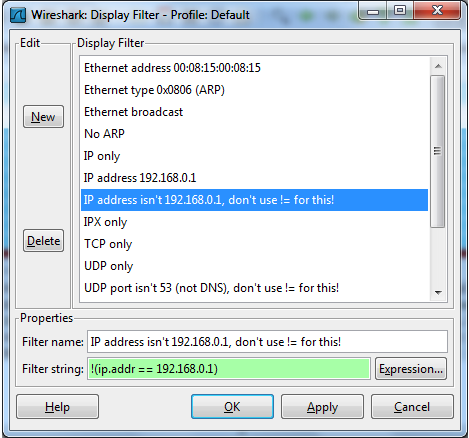 Wireshark: Display Filter - Profile: Default
Edit
Display Filter
New
Delete
Ethernet address 00:08:15:00:08:15
Ethernet type 0x0806 (ARP)
Ethernet broadcast
No ARP
IP only
IP address 192.168.0.1
IP address isn't 192.168.0.1, don't use != for this!
IPX only
TCP only
UDP only
UDP port isn't 53 (not DNS), don't use != for this!
Properties
Filter name: IP address isn't 192.168.0.1, don't use != for this!
Filter string: !(ip.addr == 192.168.0.1) Expression...
Help OK Apply Cancel